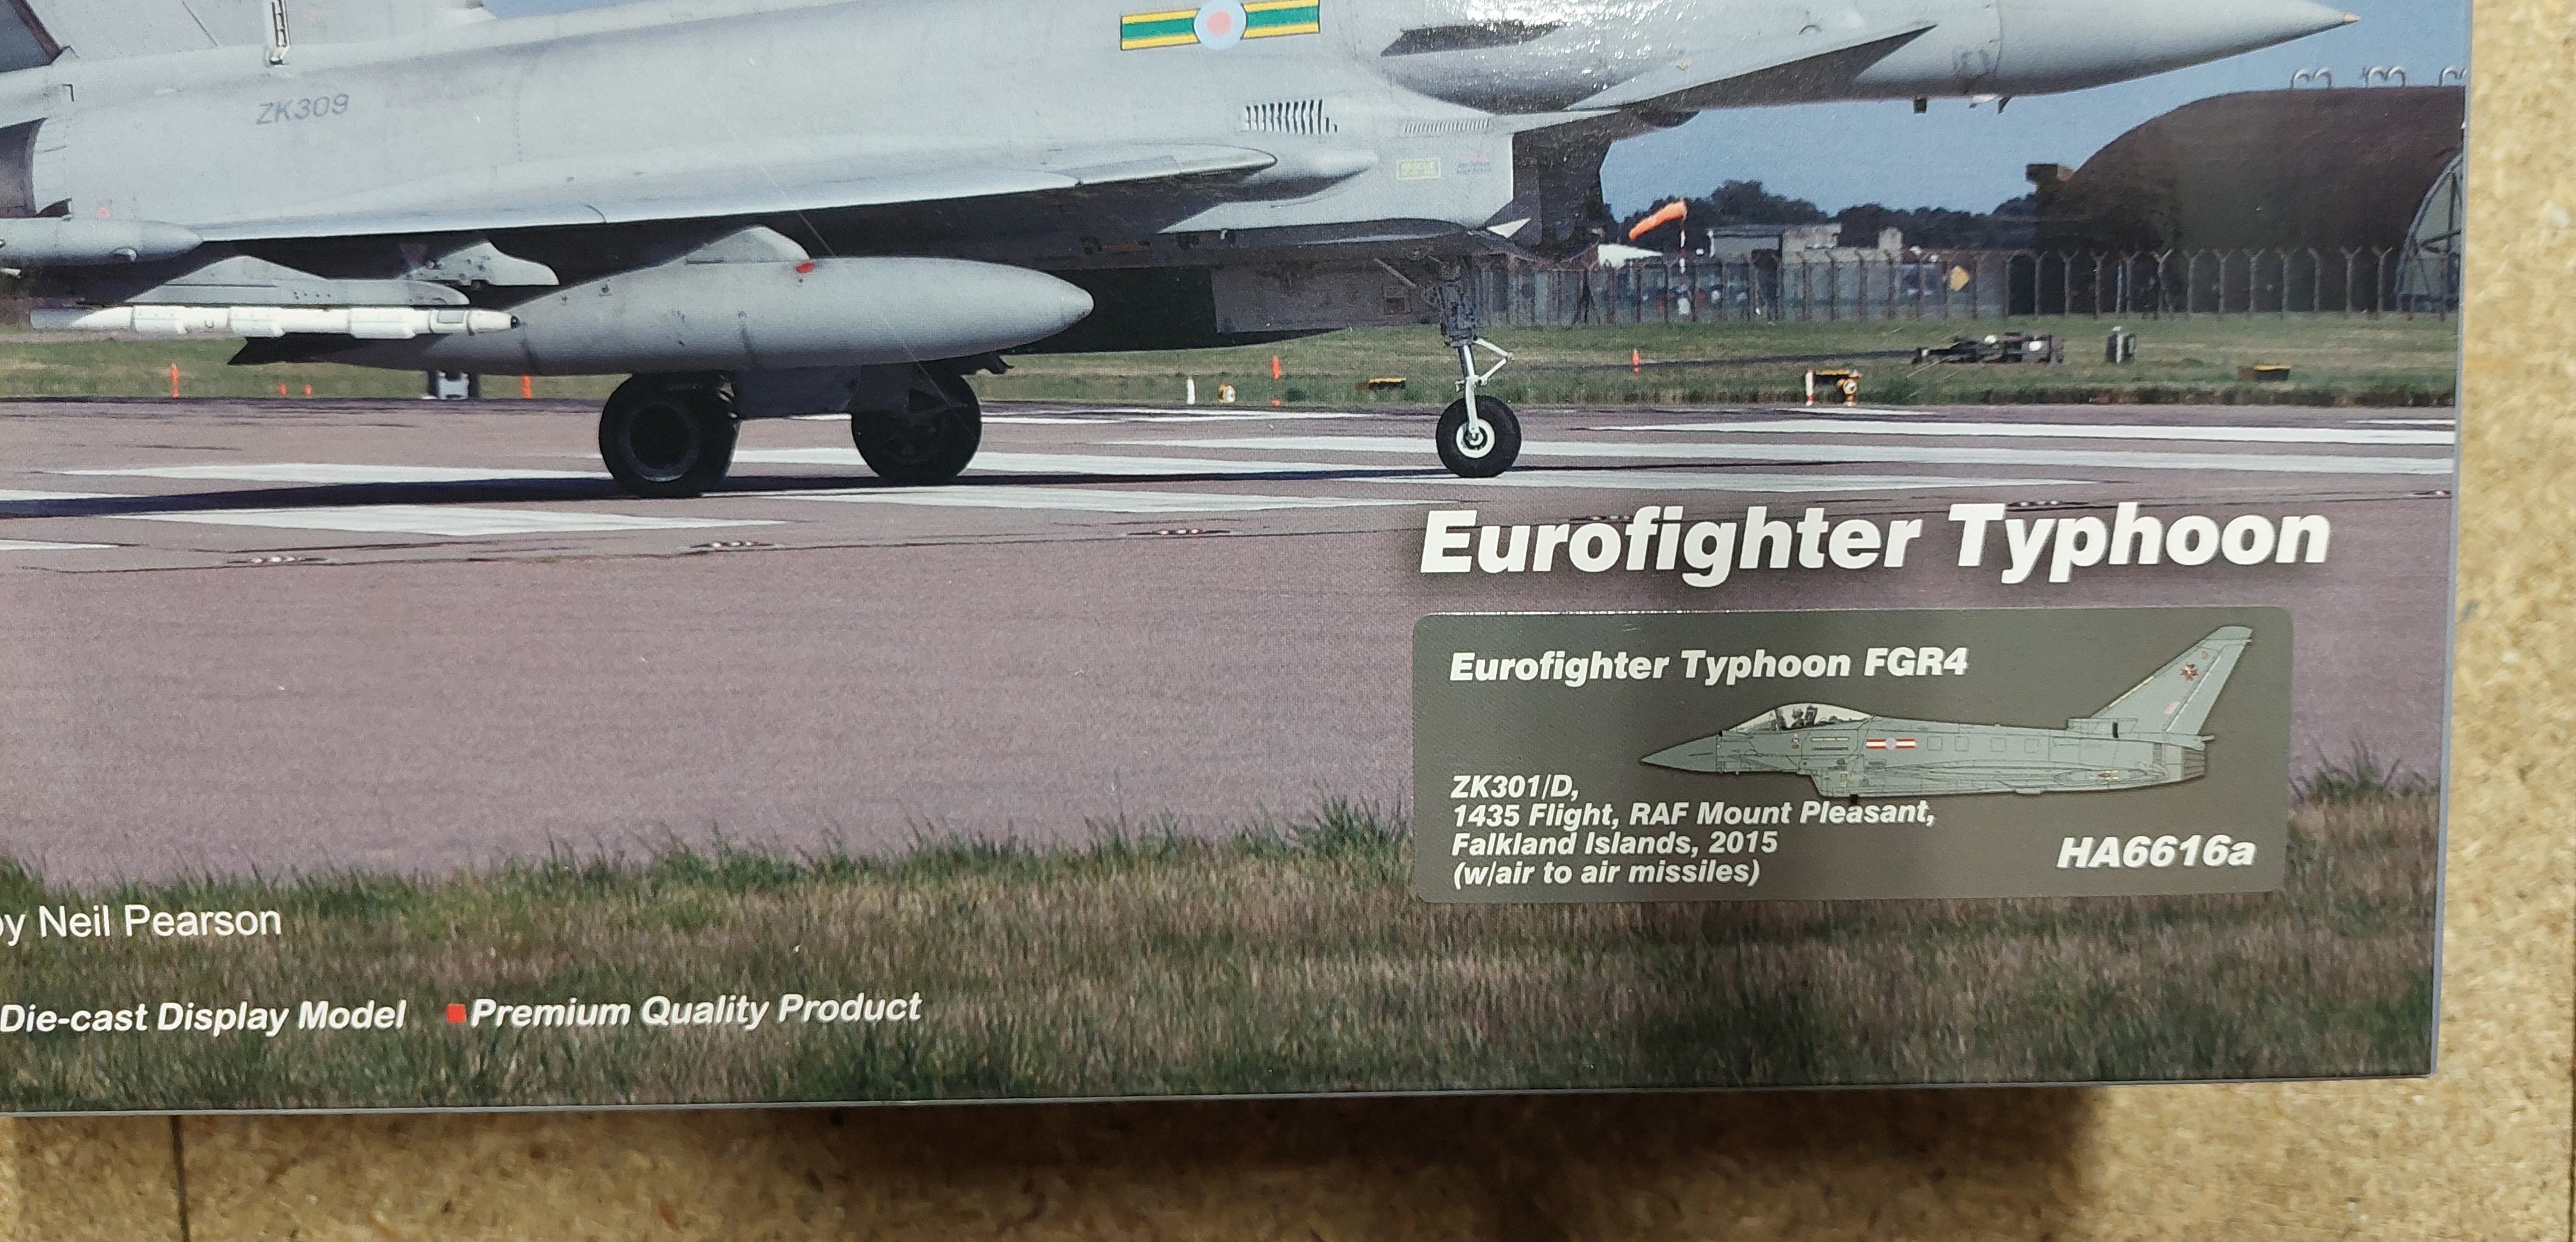 ZK309
Eurofighter Typhoon
Eurofighter Typhoon FGR4
ZK301/D,
1435 Flight, RAF Mount Pleasant,
Falkland Islands, 2015
(w/air to air missiles)
HA6616a
by Neil Pearson
Die-cast Display Model ■Premium Quality Product